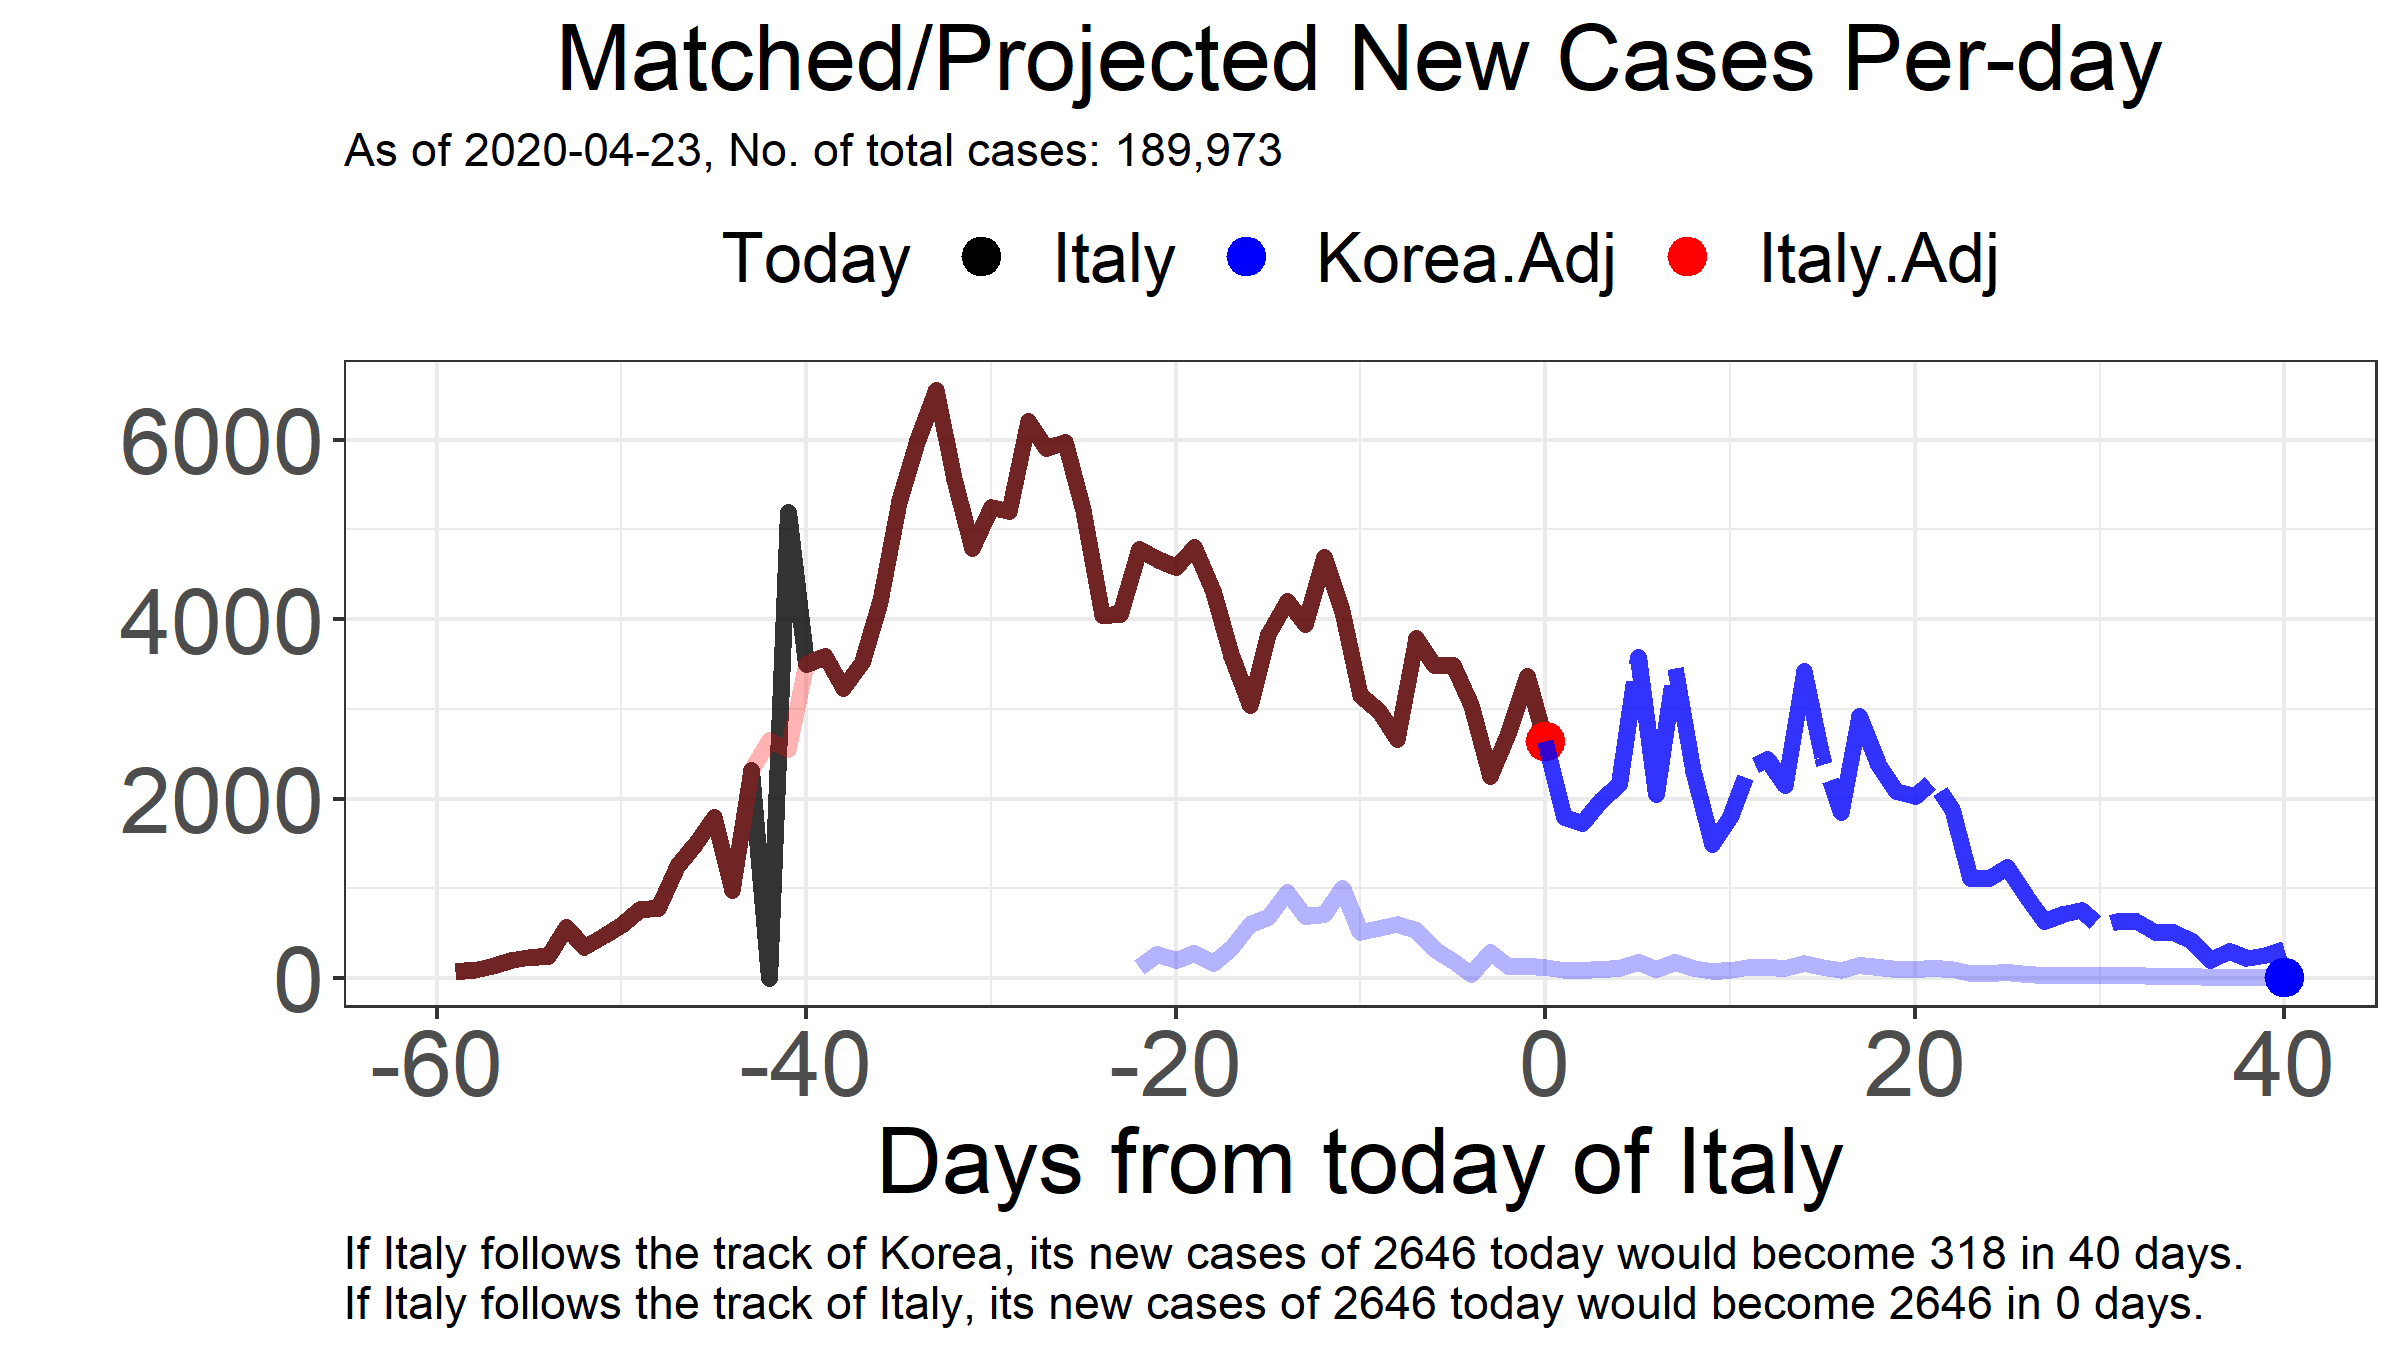 Matched/Projected New Cases Per-day
As of 2020-04-23, No. of total cases: 189,973
Today Italy Korea.Adj Italy.Adj
6000
4000
2000
0
-60 -40 -20 0 20 40
Days from today of Italy
If Italy follows the track of Korea, its new cases of 2646 today would become 318 in 40 days.
If Italy follows the track of Italy, its new cases of 2646 today would become 2646 in 0 days.